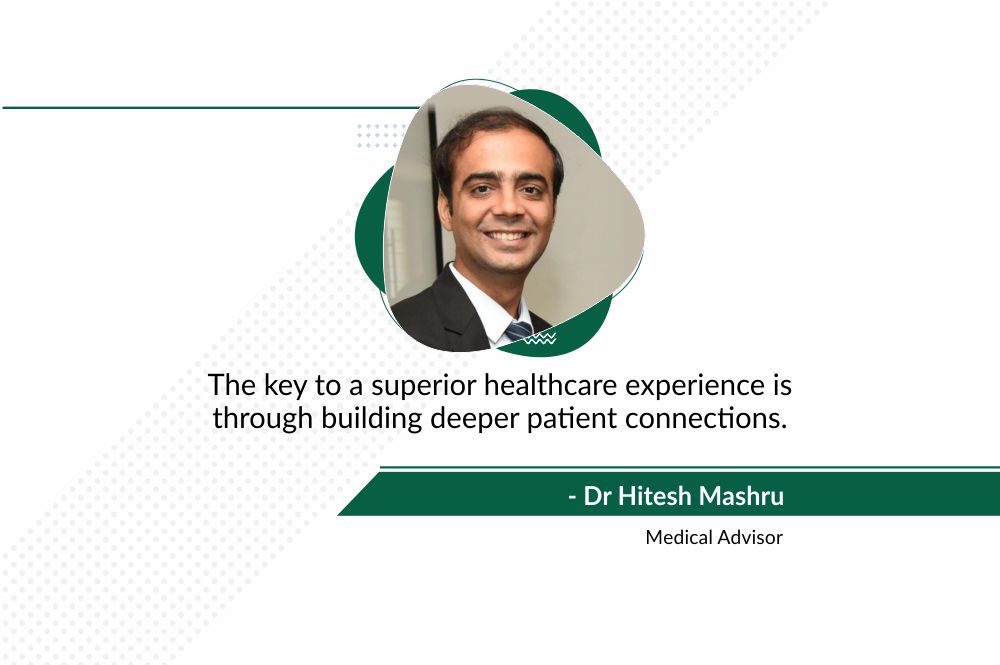 The key to a superior healthcare experience is
through building deeper patient connections.
- Dr Hitesh Mashru
Medical Advisor